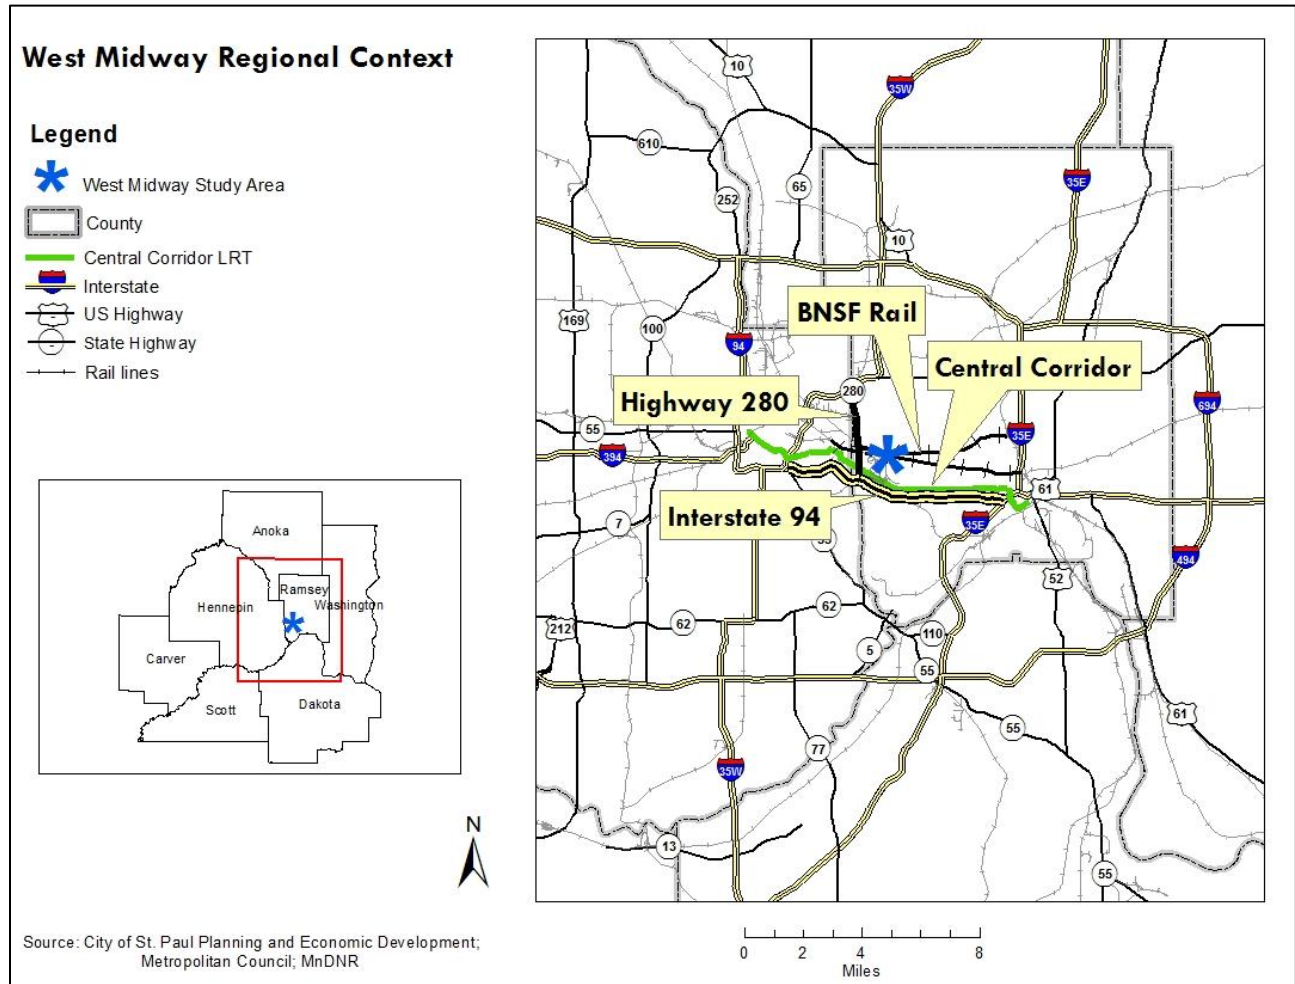 West Midway Regional Context
Legend
West Midway Study Area
County
Central Corridor LRT
Interstate
US Highway
State Highway
Rail lines
Anoka
Ramsey
Hennepin
Washington
Carver
Scott
Dakota
N
Source: City of St. Paul Planning and Economic Development;
Metropolitan Council; MnDNR
10
35W
610
65
252
35E
10
169
100
94
BNSF Rail
Central Corridor
Highway 280
280
694
55
394
35E
61
Interstate 94
7
35E
494
52
62
62
212
110
5
55
61
55
77
35W
13
55
0 2 4 8
Miles